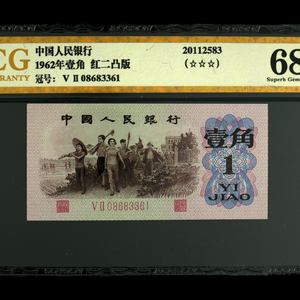 CG
RRANTY
中国人民银行
1962年壹角 红二凸版
冠号: V II 08683361
20112583
(☆☆☆)
68
Superb Gem
中国人民银行
壹角
1
YI
JIAO
V II 08683361